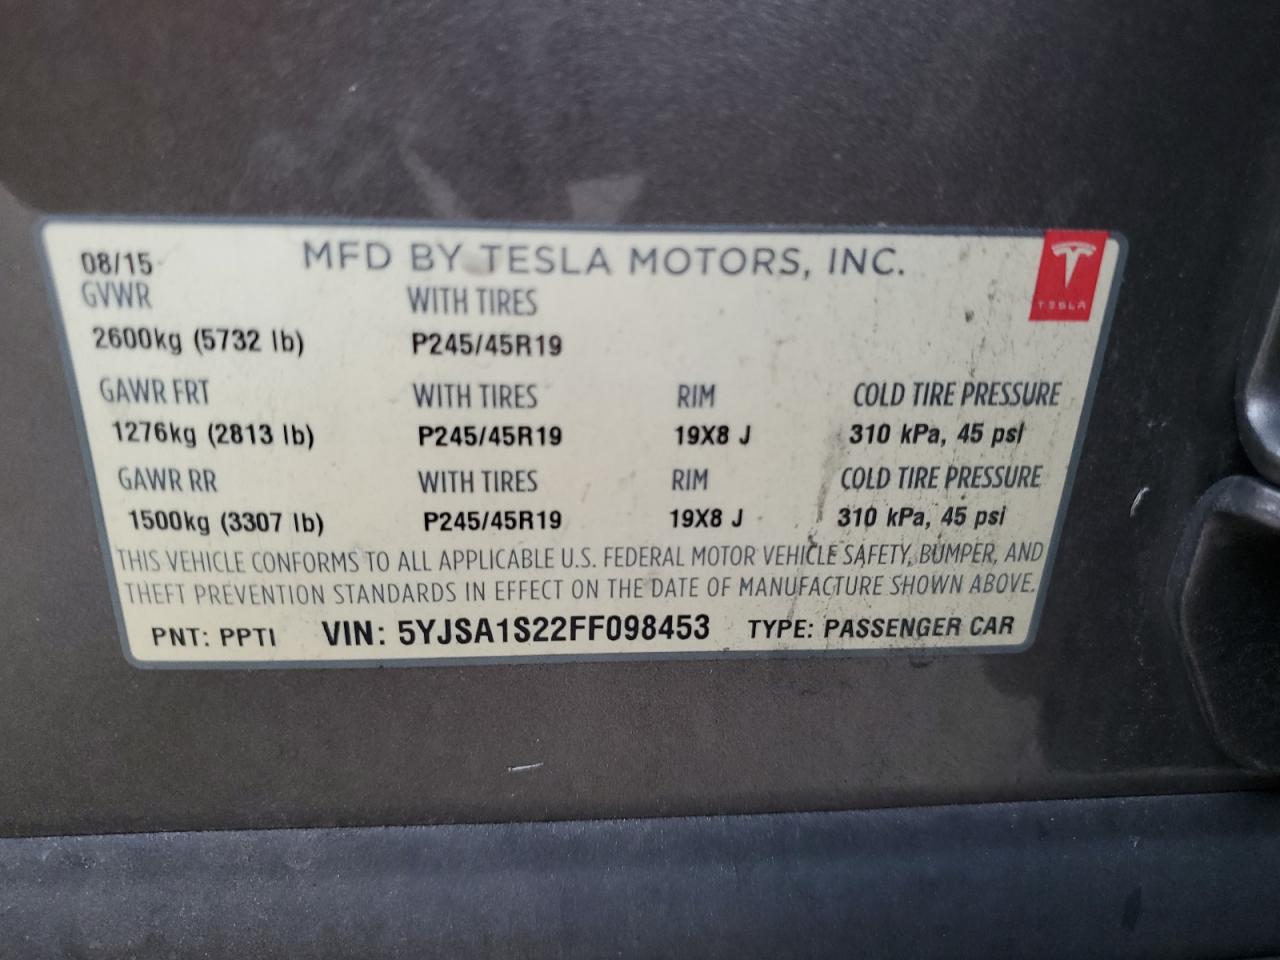 08/15 MFD BY TESLA MOTORS, INC.
TESLA
GVWR WITH TIRES
2600kg (5732 lb) P245/45R19
GAWR FRT WITH TIRES RIM COLD TIRE PRESSURE
1276kg (2813 lb) P245/45R19 19X8 J 310 kPa, 45 psi
GAWR RR WITH TIRES RIM COLD TIRE PRESSURE
1500kg (3307 lb) P245/45R19 19X8 J 310 kPa, 45 psi
THIS VEHICLE CONFORMS TO ALL APPLICABLE U.S. FEDERAL MOTOR VEHICLE SAFETY, BUMPER, AND
THEFT PREVENTION STANDARDS IN EFFECT ON THE DATE OF MANUFACTURE SHOWN ABOVE.
PNT: PPTI VIN: 5YJSA1S22FF098453 TYPE: PASSENGER CAR